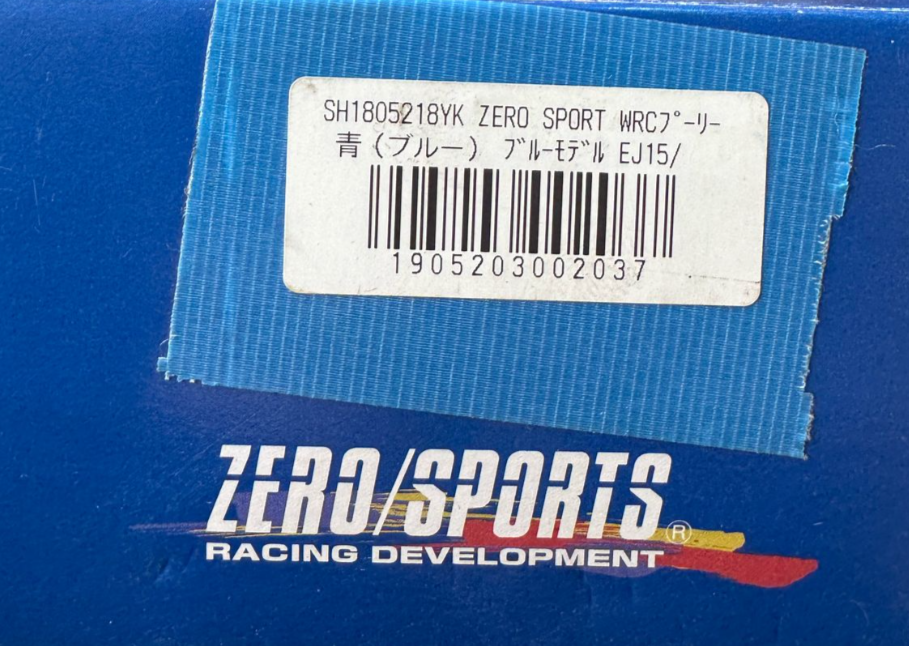 SH1805218YK ZERO SPORT WRCﾌﾟｰﾘｰ
青（ブルー） ﾌﾞﾙｰﾓﾃﾞﾙ EJ15/
1905203002037
ZERO/SPORTS®
RACING DEVELOPMENT